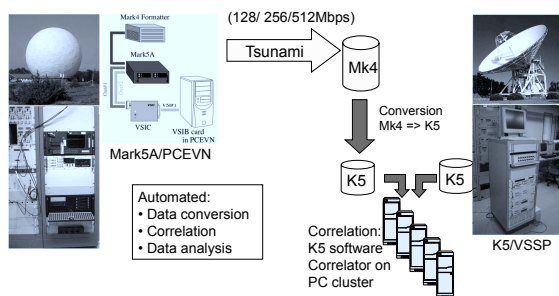 (128/ 256/512Mbps)
Mark4 Formatter
Mark5A
VSIC
VSIB card
in PCEVN
Mark5A/PCEVN
Tsunami
Mk4
Conversion
Mk4 => K5
K5
K5
K5/VSSP
Automated:
• Data conversion
• Correlation
• Data analysis
Correlation:
K5 software
Correlator on
PC cluster